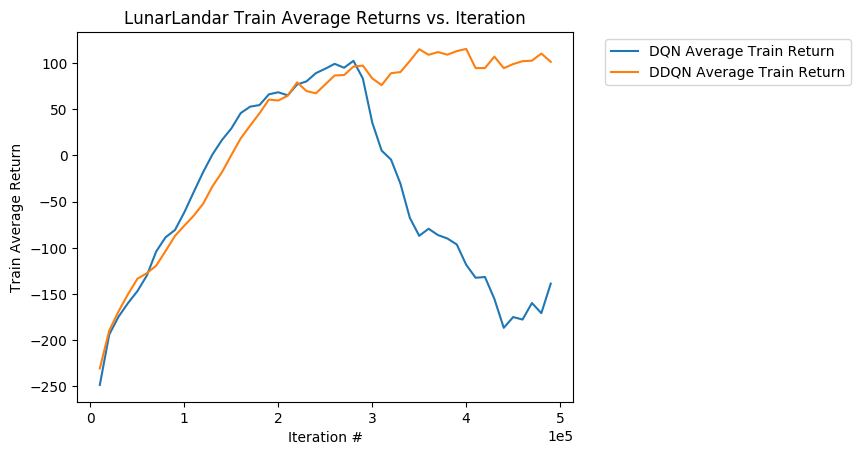 LunarLandar Train Average Returns vs. Iteration
DQN Average Train Return
DDQN Average Train Return
Train Average Return
100
50
0
−50
−100
−150
−200
−250
0 1 2 3 4 5
1e5
Iteration #